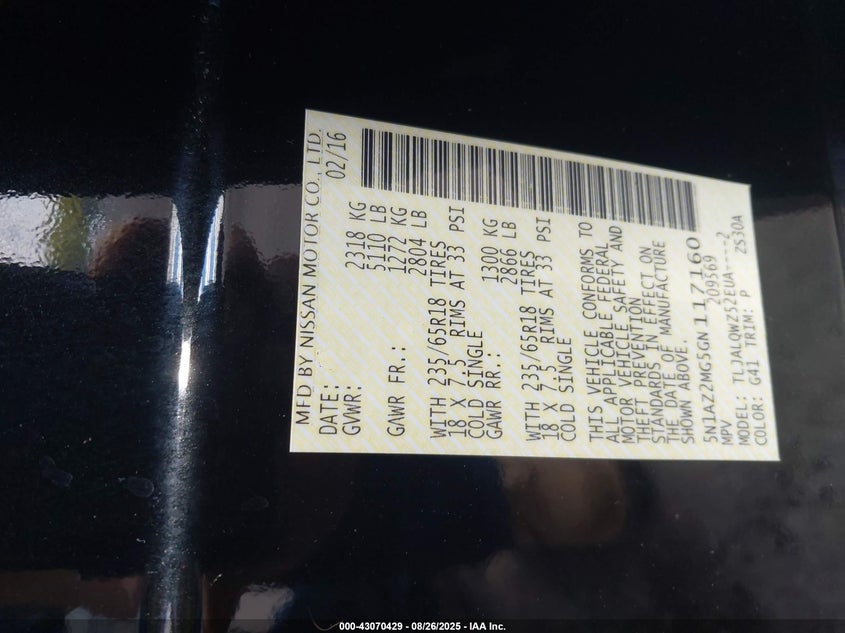 MFD BY NISSAN MOTOR CO., LTD.
DATE: 02/16
GVWR: 2318 KG
5110 LB
GAWR FR.: 1272 KG
2804 LB
WITH 235/65R18 TIRES
18 X 7.5 RIMS AT 33 PSI
COLD SINGLE
GAWR RR.: 1300 KG
2866 LB
WITH 235/65R18 TIRES
18 X 7.5 RIMS AT 33 PSI
COLD SINGLE
THIS VEHICLE CONFORMS TO
ALL APPLICABLE FEDERAL
MOTOR VEHICLE SAFETY AND
THEFT PREVENTION
STANDARDS IN EFFECT ON
THE DATE OF MANUFACTURE
SHOWN ABOVE.
5N1AZ2MG5GN117160
MPV 209569
MODEL: TLJALQWZ52EUA----2
COLOR: G41 TRIM: P ZS30A
000-43070429 - 08/26/2025 - IAA Inc.